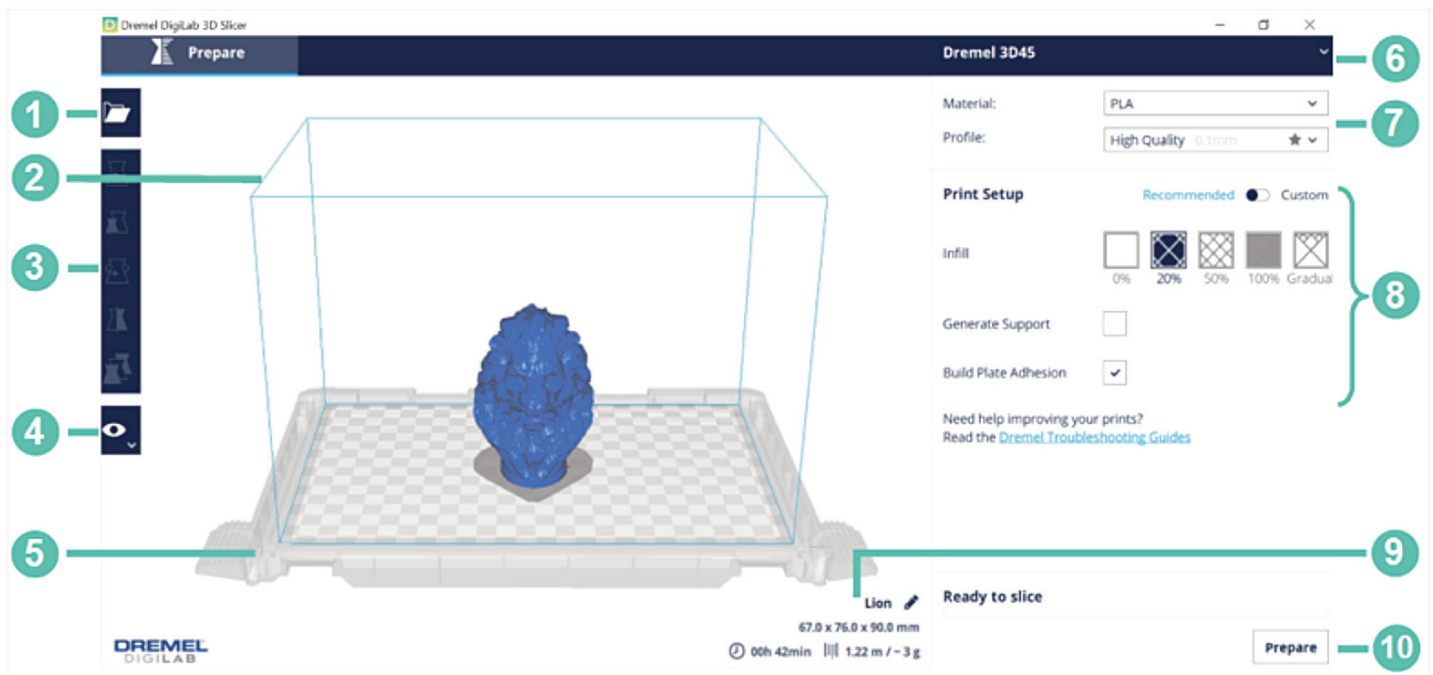 Dremel DigiLab 3D Slicer
Prepare
Dremel 3D45
6
1
Material:
PLA
7
Profile:
High Quality 0.1mm
2
Print Setup
Recommended
Custom
3
Infill
0%
20%
50%
100%
Gradual
8
Generate Support
Build Plate Adhesion
4
Need help improving your prints?
Read the Dremel Troubleshooting Guides
5
9
Lion
Ready to slice
67.0 x 76.0 x 90.0 mm
00h 42min
1.22 m / ~ 3 g
DREMEL
DIGILAB
Prepare
10